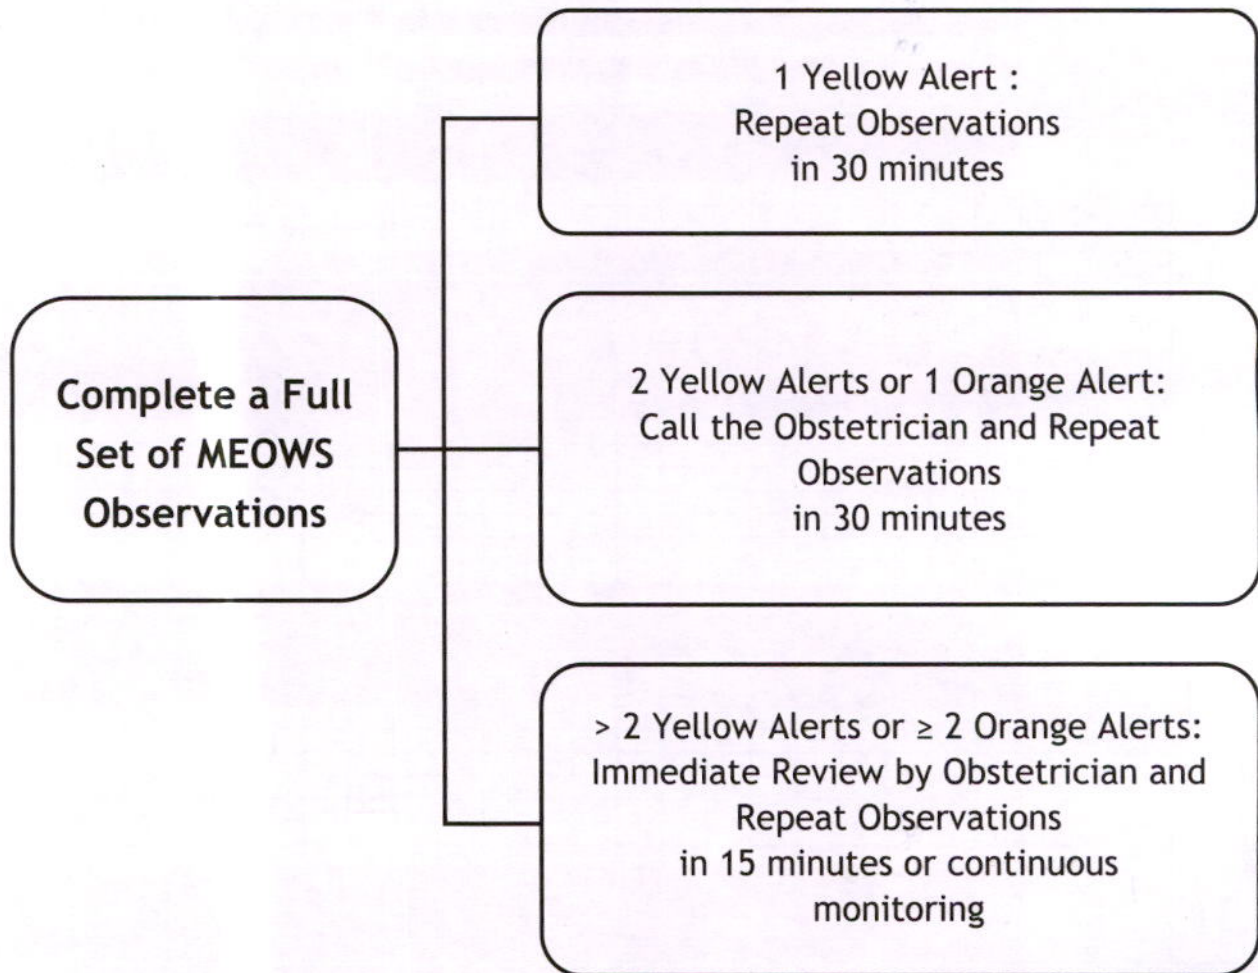 Complete a Full
Set of MEOWS
Observations
1 Yellow Alert :
Repeat Observations
in 30 minutes
2 Yellow Alerts or 1 Orange Alert:
Call the Obstetrician and Repeat
Observations
in 30 minutes
> 2 Yellow Alerts or ≥ 2 Orange Alerts:
Immediate Review by Obstetrician and
Repeat Observations
in 15 minutes or continuous
monitoring